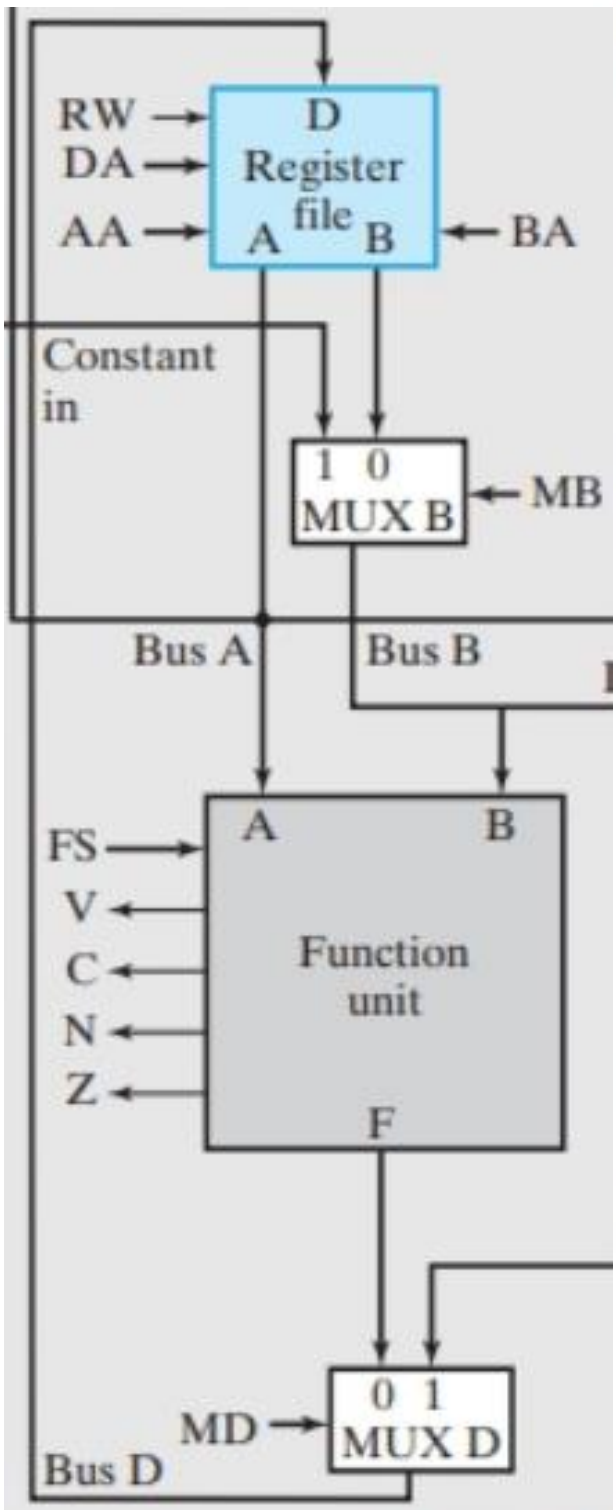 D
RW
Register
DA
file
AA
A
B
BA
Constant
in
1 0
MUX B
MB
Bus A
Bus B
A
B
FS
V
Function
C
unit
N
Z
F
0 1
MD
MUX D
Bus D